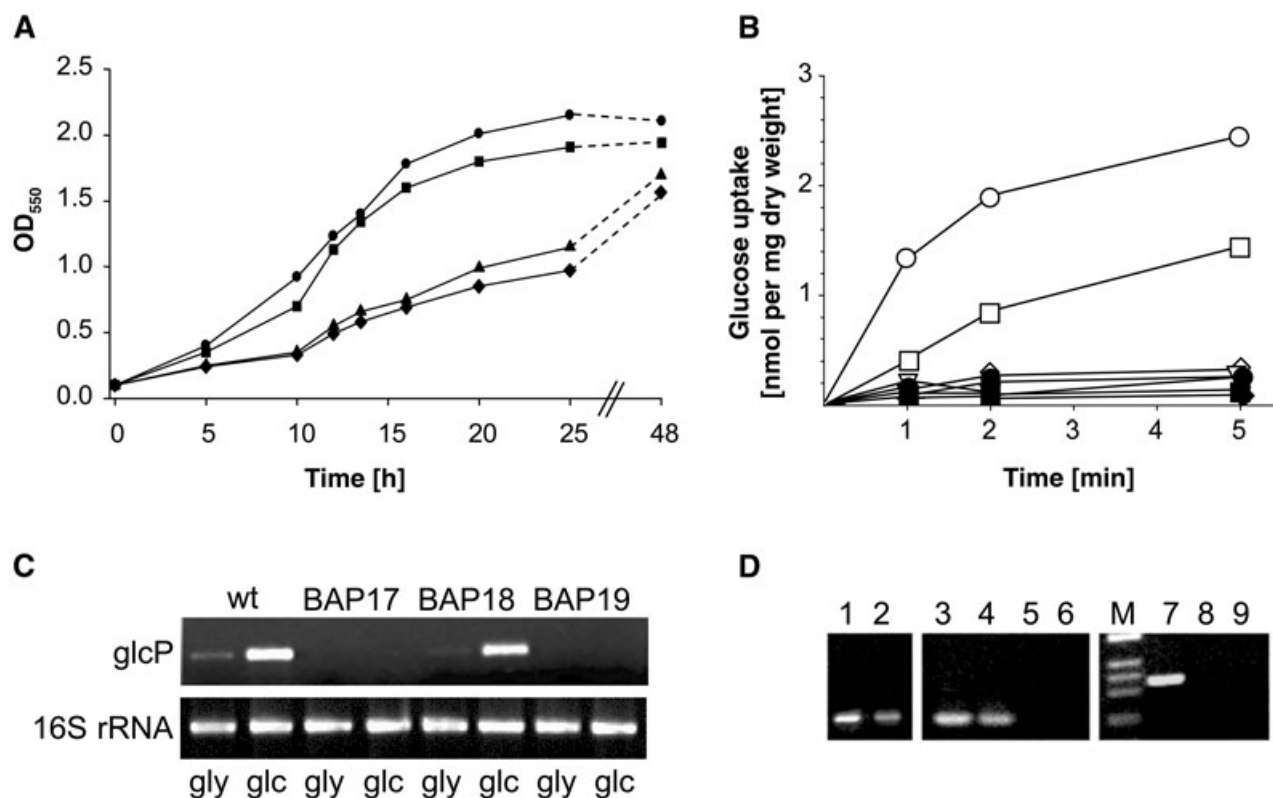 A
OD550
2.5
2.0
1.5
1.0
0.5
0.0
0 5 10 15 20 25 48
Time [h]
B
Glucose uptake
[nmol per mg dry weight]
3
2
1
1 2 3 4 5
Time [min]
C
wt BAP17 BAP18 BAP19
glcP
16S rRNA
gly glc gly glc gly glc gly glc
D
1 2 3 4 5 6 M 7 8 9